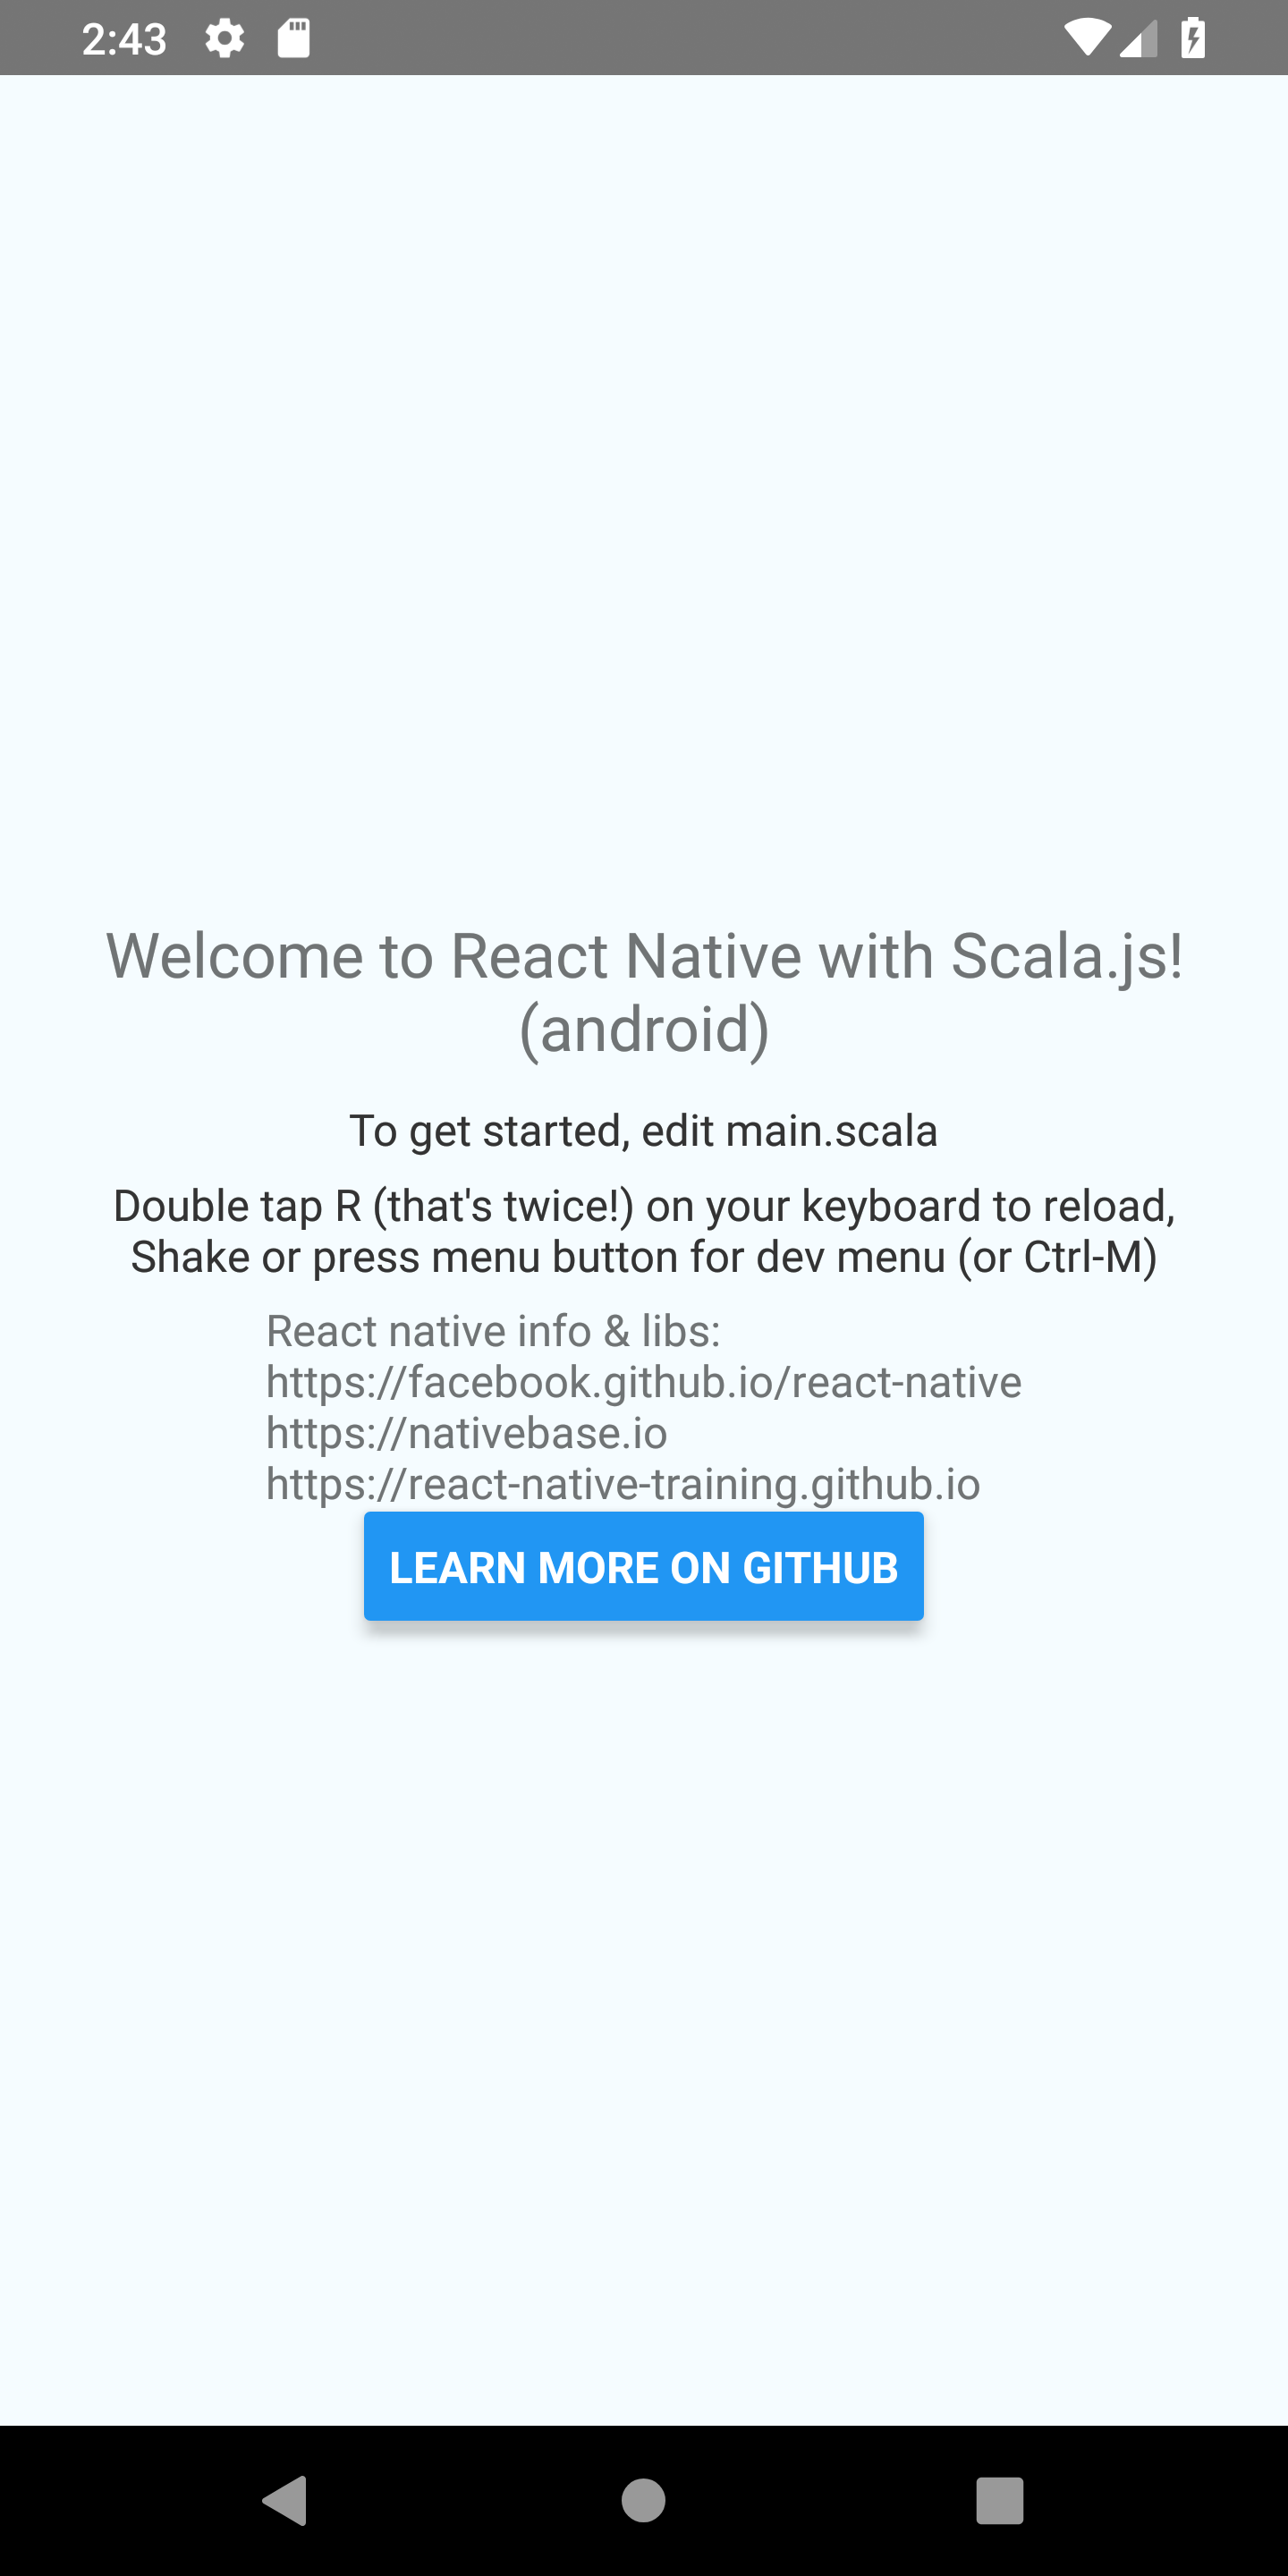 2:43
Welcome to React Native with Scala.js!
(android)
To get started, edit main.scala
Double tap R (that's twice!) on your keyboard to reload,
Shake or press menu button for dev menu (or Ctrl-M)
React native info & libs:
https://facebook.github.io/react-native
https://nativebase.io
https://react-native-training.github.io
LEARN MORE ON GITHUB